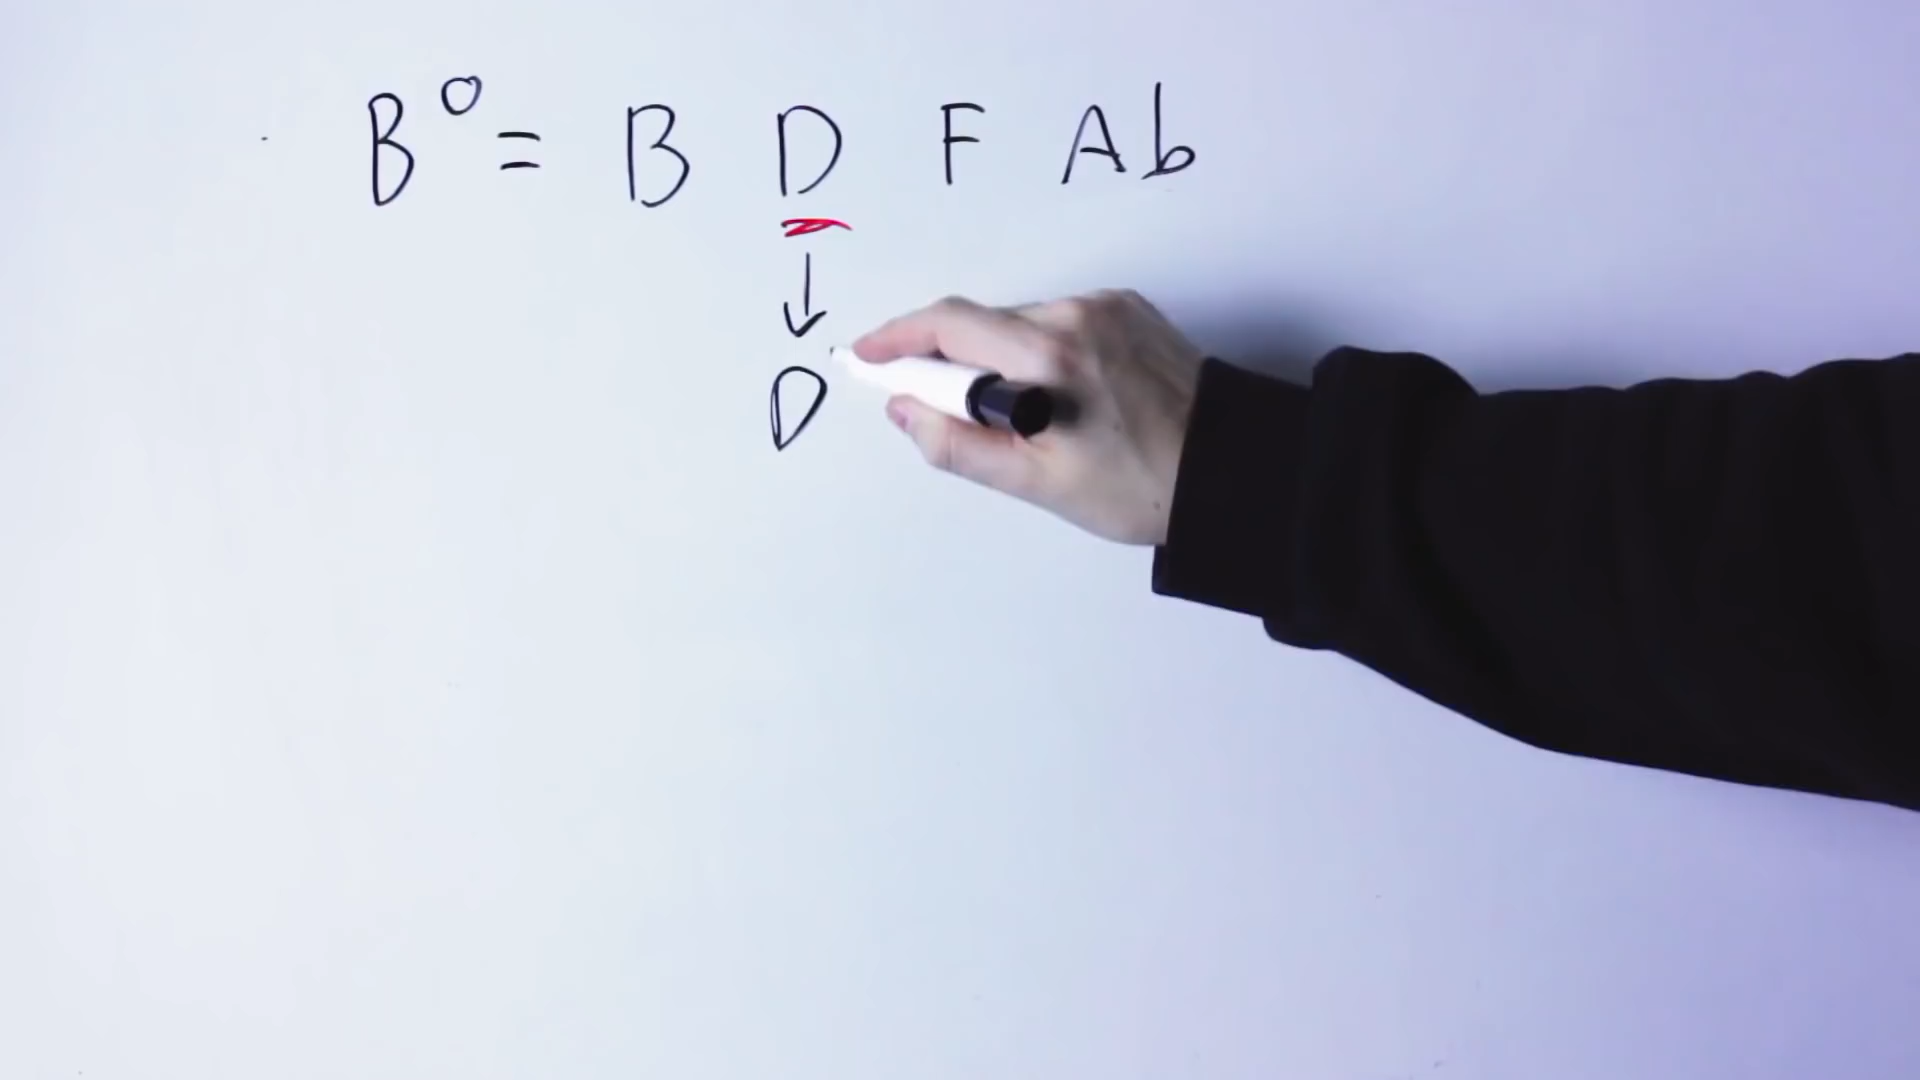 B° = B D F Ab
↓
D